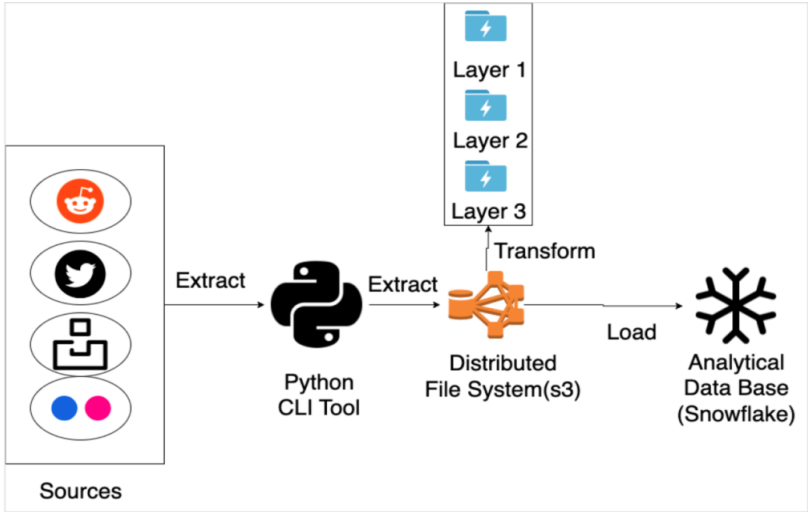 Layer 1
Layer 2
Layer 3
Transform
Extract
Extract
Load
Python
CLI Tool
Distributed
File System(s3)
Analytical
Data Base
(Snowflake)
Sources